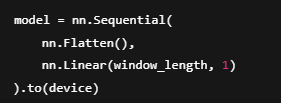 model = nn.Sequential(
    nn.Flatten(),
    nn.Linear(window_length, 1)
).to(device)